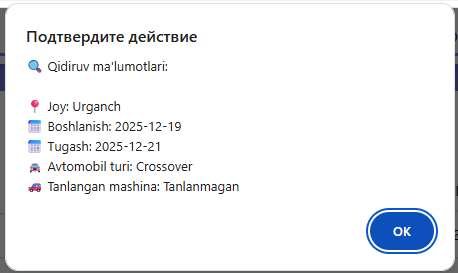 Подтвердите действие
🔍 Qidiruv ma'lumotlari:
📍 Joy: Urganch
📅 Boshlanish: 2025-12-19
📅 Tugash: 2025-12-21
🚘 Avtomobil turi: Crossover
🚗 Tanlangan mashina: Tanlanmagan
ОК